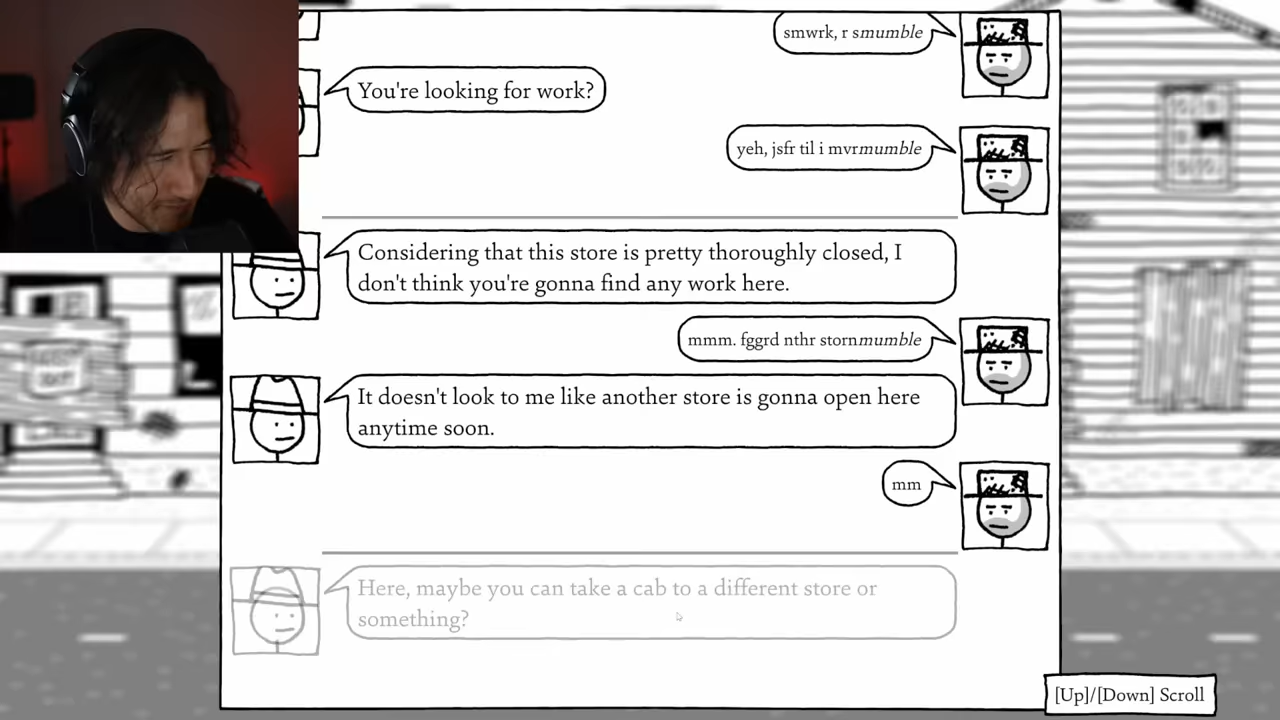 smwrk, r smumble
You're looking for work?
yeh, jsfr til i mvrmumble
Considering that this store is pretty thoroughly closed, I
don't think you're gonna find any work here.
mmm. fggrd nthr stornmumble
It doesn't look to me like another store is gonna open here
anytime soon.
mm
Here, maybe you can take a cab to a different store or
something?
[Up]/[Down] Scroll